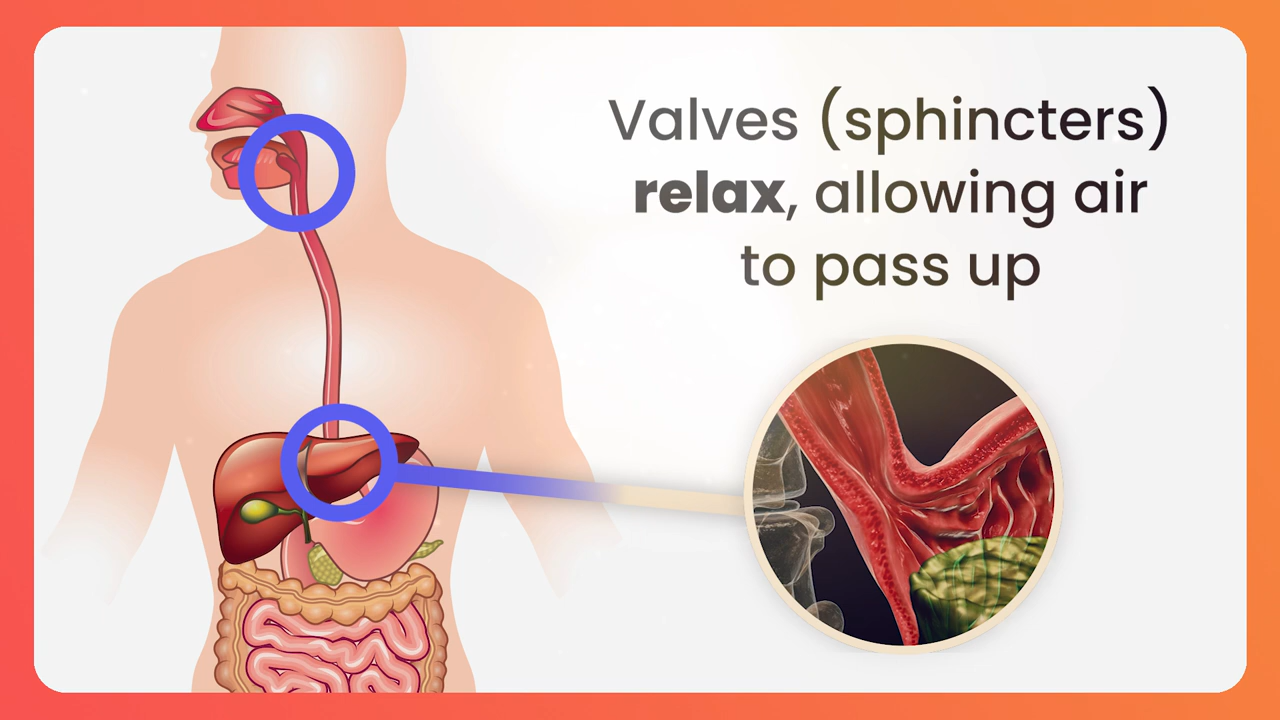 Valves (sphincters)
relax, allowing air
to pass up